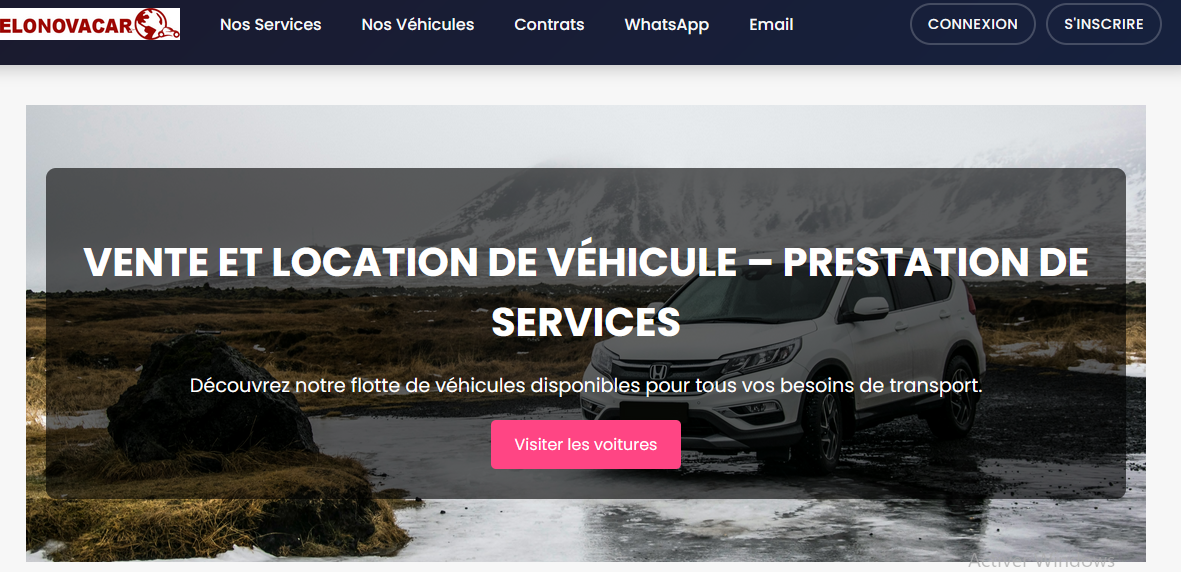 ELONOVACAR
Nos Services
Nos Véhicules
Contrats
WhatsApp
Email
CONNEXION
S'INSCRIRE
VENTE ET LOCATION DE VÉHICULE – PRESTATION DE
SERVICES
Découvrez notre flotte de véhicules disponibles pour tous vos besoins de transport.
Visiter les voitures
Activer Windows